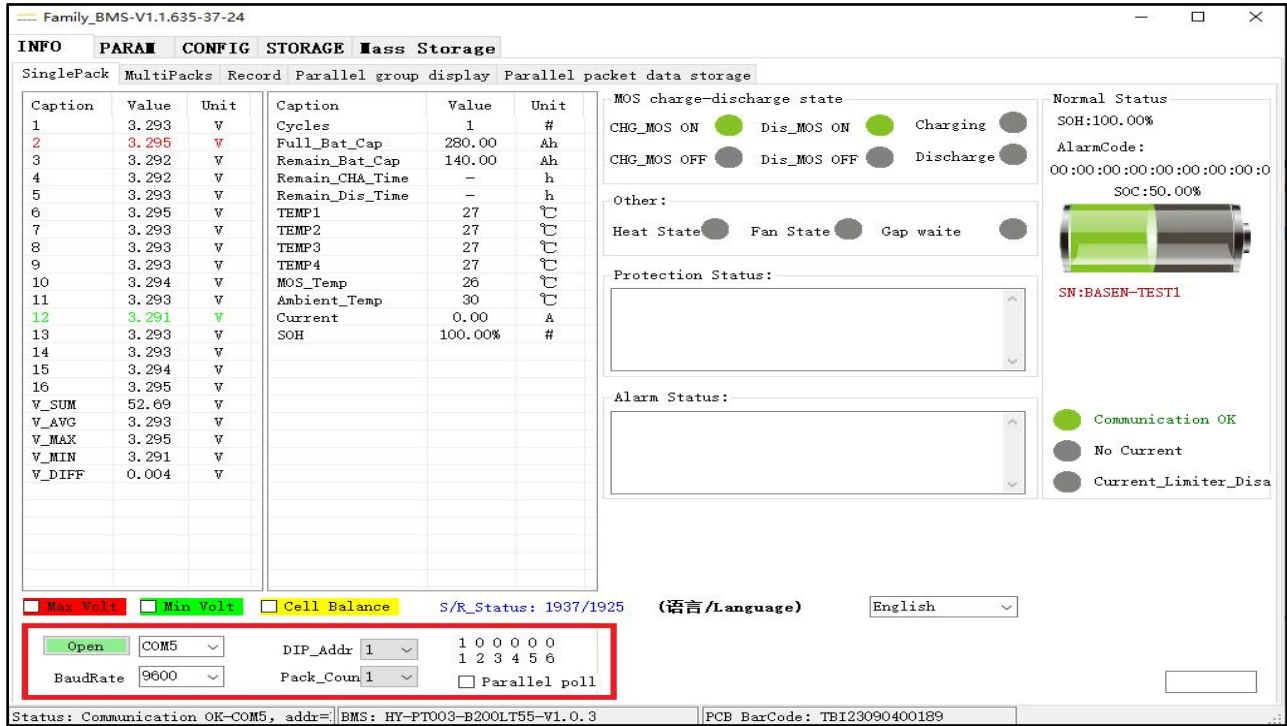 Family_BMS-V1.1.635-37-24
INFO PARAM CONFIG STORAGE Mass Storage
SinglePack MultiPacks Record Parallel group display Parallel packet data storage
Caption Value Unit
1 3.293 V
2 3.295 V
3 3.292 V
4 3.292 V
5 3.293 V
6 3.295 V
7 3.293 V
8 3.293 V
9 3.293 V
10 3.294 V
11 3.293 V
12 3.291 V
13 3.293 V
14 3.293 V
15 3.294 V
16 3.295 V
V_SUM 52.69 V
V_AVG 3.293 V
V_MAX 3.295 V
V_MIN 3.291 V
V_DIFF 0.004 V
Caption Value Unit
Cycles 1 #
Full_Bat_Cap 280.00 Ah
Remain_Bat_Cap 140.00 Ah
Remain_CHA_Time – h
Remain_Dis_Time – h
TEMP1 27 ℃
TEMP2 27 ℃
TEMP3 27 ℃
TEMP4 27 ℃
MOS_Temp 26 ℃
Ambient_Temp 30 ℃
Current 0.00 A
SOH 100.00% #
MOS charge-discharge state
CHG_MOS ON Dis_MOS ON Charging
CHG_MOS OFF Dis_MOS OFF Discharge
Other:
Heat State Fan State Gap waite
Protection Status:
Alarm Status:
Normal Status
SOH:100.00%
AlarmCode:
00:00:00:00:00:00:00:00:0
SOC:50.00%
SN:BASEN-TEST1
Communication OK
No Current
Current_Limiter_Disa
Max Volt Min Volt Cell Balance S/R_Status: 1937/1925 (语言/Language) English
Open COM5 DIP_Addr 1 1 0 0 0 0 0
1 2 3 4 5 6
BaudRate 9600 Pack_Coun 1 Parallel poll
Status: Communication OK-COM5, addr= BMS: HY-PT003-B200LT55-V1.0.3 PCB BarCode: TBI23090400189